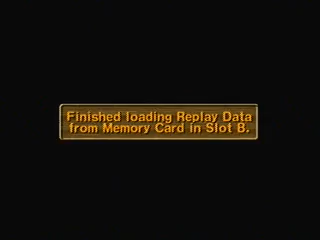 Finished loading Replay Data
from Memory Card in Slot B.